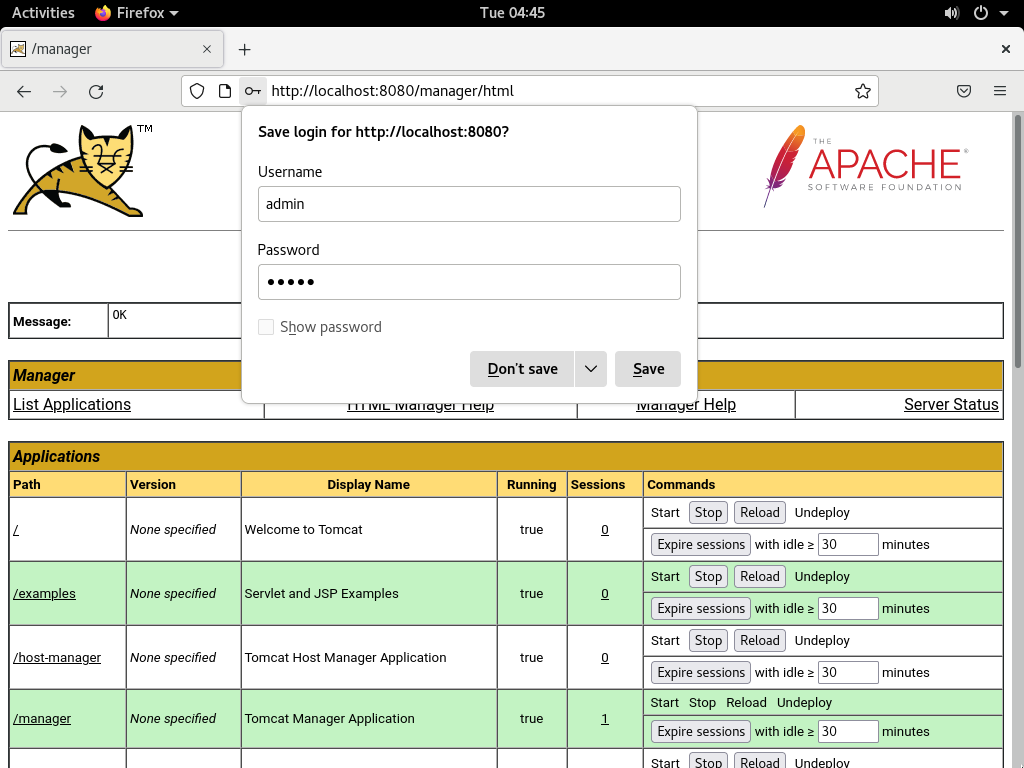 Activities Firefox Tue 04:45
/manager
http://localhost:8080/manager/html
TM
THE
APACHE®
SOFTWARE FOUNDATION
Save login for http://localhost:8080?
Username
admin
Password
●●●●●
Show password
Don't save Save
Message: OK
Manager
List Applications HTML Manager Help Manager Help Server Status
Applications
Path Version Display Name Running Sessions Commands
/ None specified Welcome to Tomcat true 0 Start Stop Reload Undeploy
Expire sessions with idle ≥ 30 minutes
/examples None specified Servlet and JSP Examples true 0 Start Stop Reload Undeploy
Expire sessions with idle ≥ 30 minutes
/host-manager None specified Tomcat Host Manager Application true 0 Start Stop Reload Undeploy
Expire sessions with idle ≥ 30 minutes
/manager None specified Tomcat Manager Application true 1 Start Stop Reload Undeploy
Expire sessions with idle ≥ 30 minutes
Start Stop Reload Undeploy